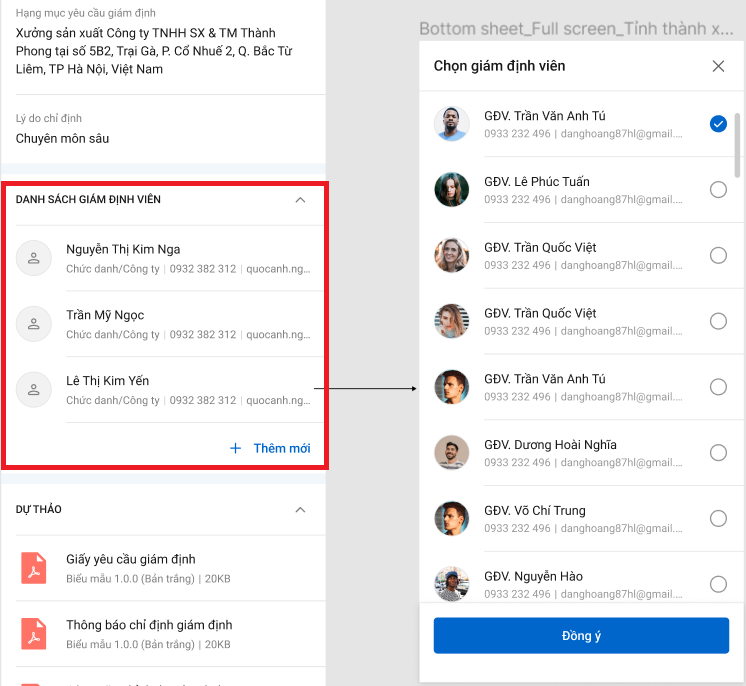 Hạng mục yêu cầu giám định
Xưởng sản xuất Công ty TNHH SX & TM Thành
Phong tại số 5B2, Trại Gà, P. Cổ Nhuế 2, Q. Bắc Từ
Liêm, TP Hà Nội, Việt Nam
Lý do chỉ định
Chuyên môn sâu
DANH SÁCH GIÁM ĐỊNH VIÊN
Nguyễn Thị Kim Nga
Chức danh/Công ty | 0932 382 312 | quocanh.ng...
Trần Mỹ Ngọc
Chức danh/Công ty | 0932 382 312 | quocanh.ng...
Lê Thị Kim Yến
Chức danh/Công ty | 0932 382 312 | quocanh.ng...
+ Thêm mới
DỰ THẢO
Giấy yêu cầu giám định
Biểu mẫu 1.0.0 (Bản trắng) | 20KB
Thông báo chỉ định giám định
Biểu mẫu 1.0.0 (Bản trắng) | 20KB
Bottom sheet_Full screen_Tỉnh thành x...
Chọn giám định viên
GĐV. Trần Văn Anh Tú
0933 232 496 | danghoang87hl@gmail....
GĐV. Lê Phúc Tuấn
0933 232 496 | danghoang87hl@gmail....
GĐV. Trần Quốc Việt
0933 232 496 | danghoang87hl@gmail....
GĐV. Trần Quốc Việt
0933 232 496 | danghoang87hl@gmail....
GĐV. Trần Văn Anh Tú
0933 232 496 | danghoang87hl@gmail....
GĐV. Dương Hoài Nghĩa
0933 232 496 | danghoang87hl@gmail....
GĐV. Võ Chí Trung
0933 232 496 | danghoang87hl@gmail....
GĐV. Nguyễn Hào
0933 232 496 | danghoang87hl@gmail....
Đồng ý